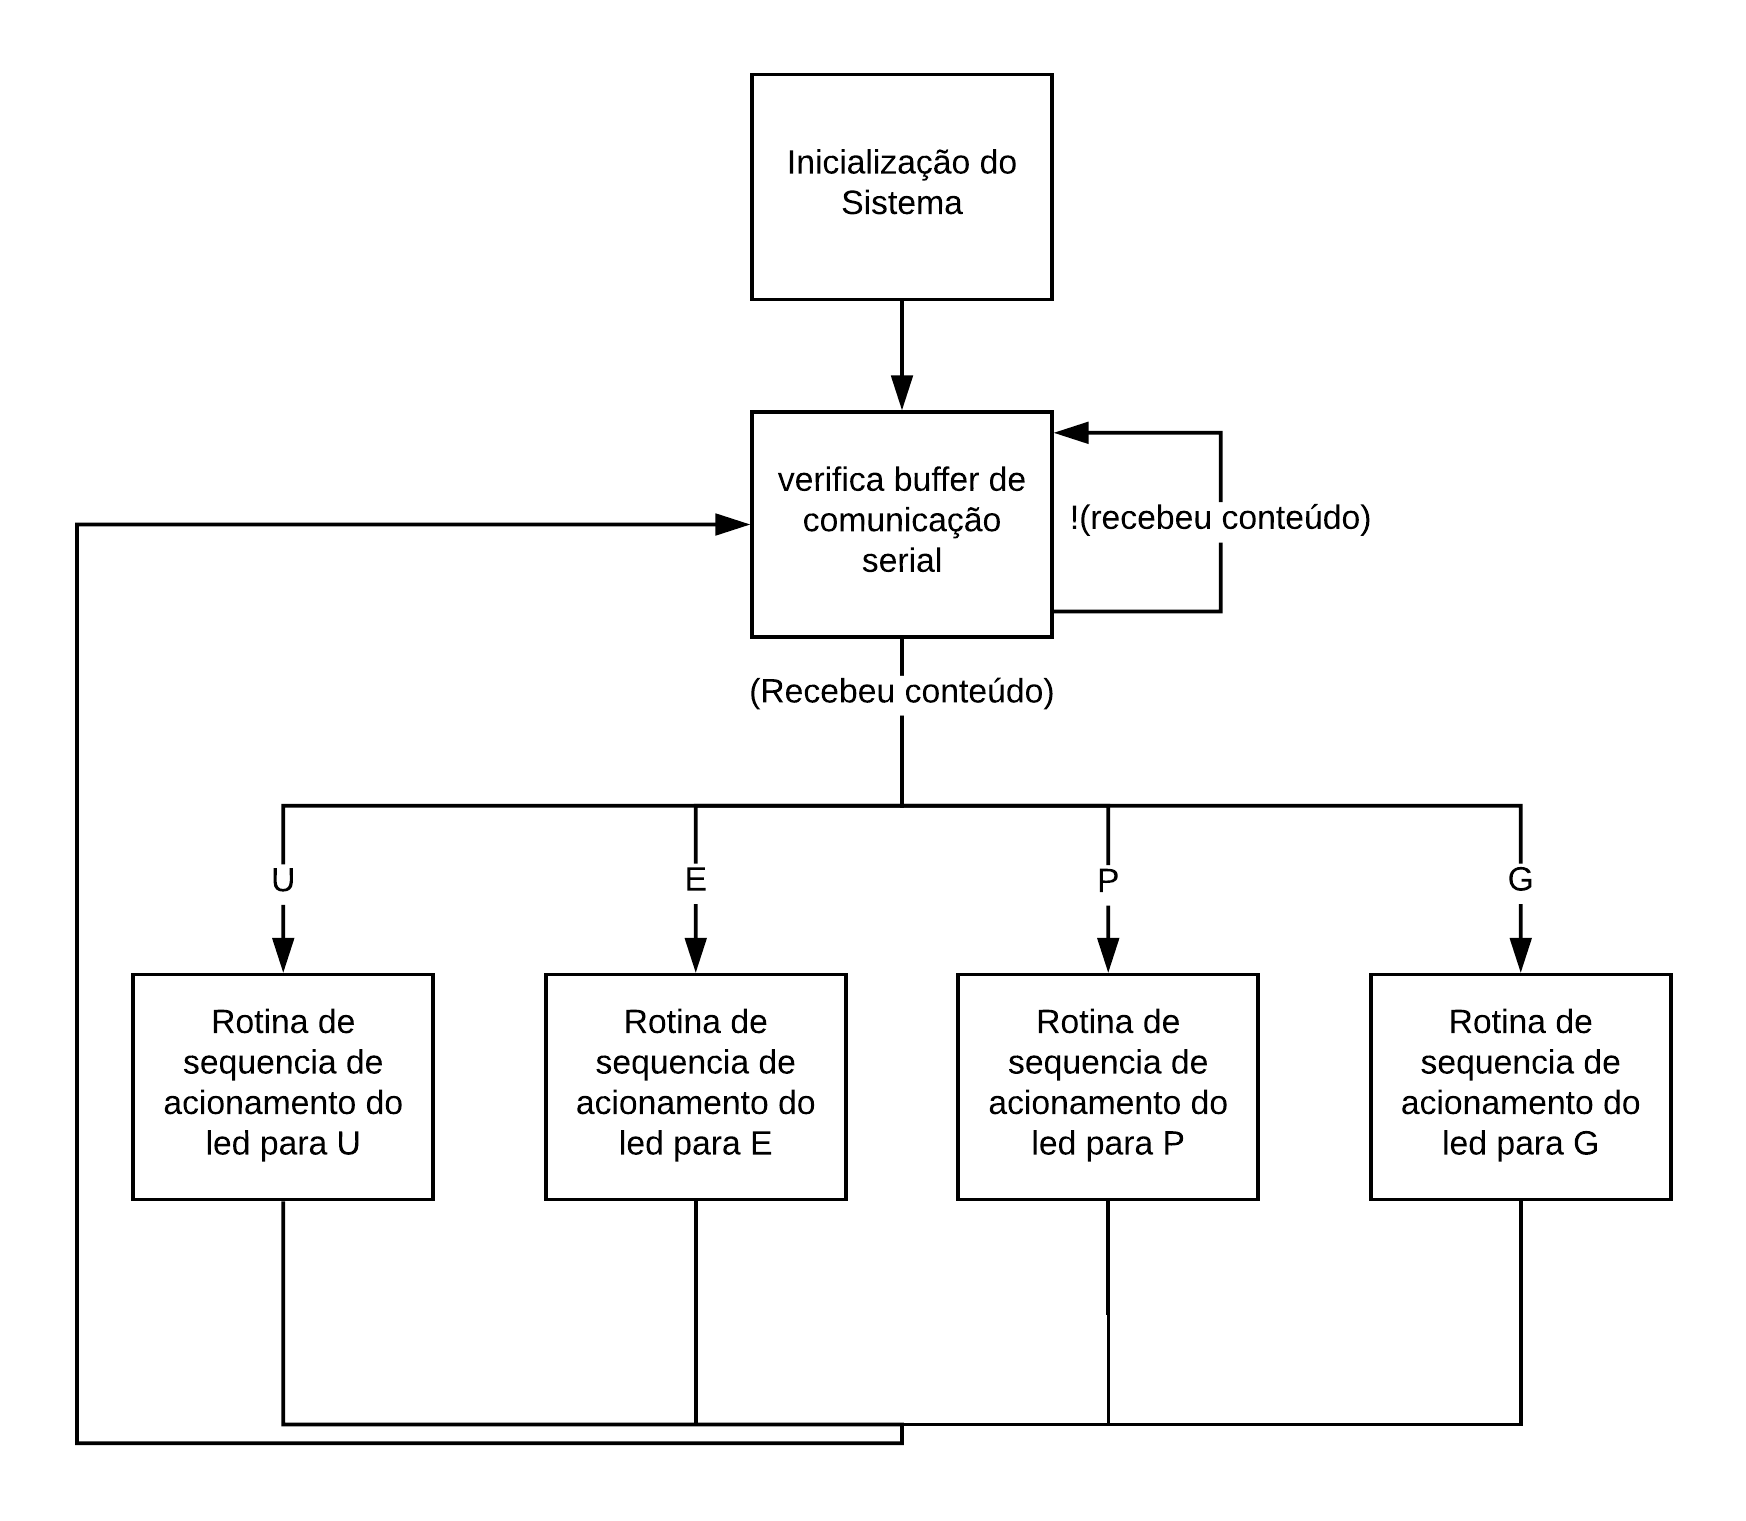 Inicialização do
Sistema
verifica buffer de
comunicação
serial
!(recebeu conteúdo)
(Recebeu conteúdo)
U
E
P
G
Rotina de
sequencia de
acionamento do
led para U
Rotina de
sequencia de
acionamento do
led para E
Rotina de
sequencia de
acionamento do
led para P
Rotina de
sequencia de
acionamento do
led para G